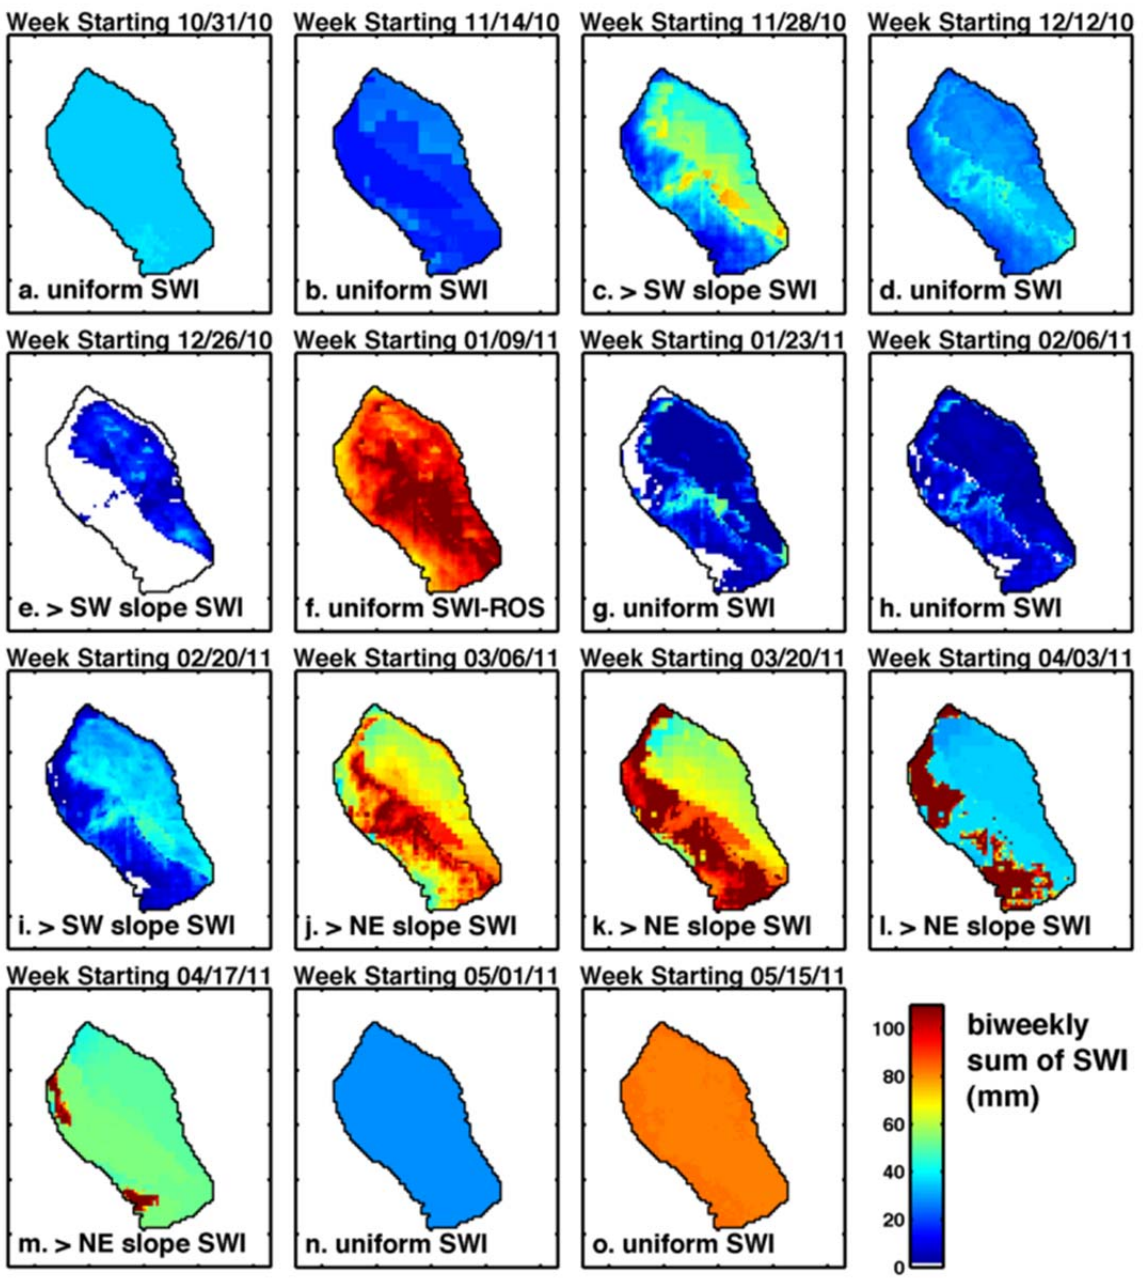 Week Starting 10/31/10
Week Starting 11/14/10
Week Starting 11/28/10
Week Starting 12/12/10
a. uniform SWI
b. uniform SWI
c. > SW slope SWI
d. uniform SWI
Week Starting 12/26/10
Week Starting 01/09/11
Week Starting 01/23/11
Week Starting 02/06/11
e. > SW slope SWI
f. uniform SWI-ROS
g. uniform SWI
h. uniform SWI
Week Starting 02/20/11
Week Starting 03/06/11
Week Starting 03/20/11
Week Starting 04/03/11
i. > SW slope SWI
j. > NE slope SWI
k. > NE slope SWI
l. > NE slope SWI
Week Starting 04/17/11
Week Starting 05/01/11
Week Starting 05/15/11
m. > NE slope SWI
n. uniform SWI
o. uniform SWI
100
80
60
40
20
0
biweekly
sum of SWI
(mm)